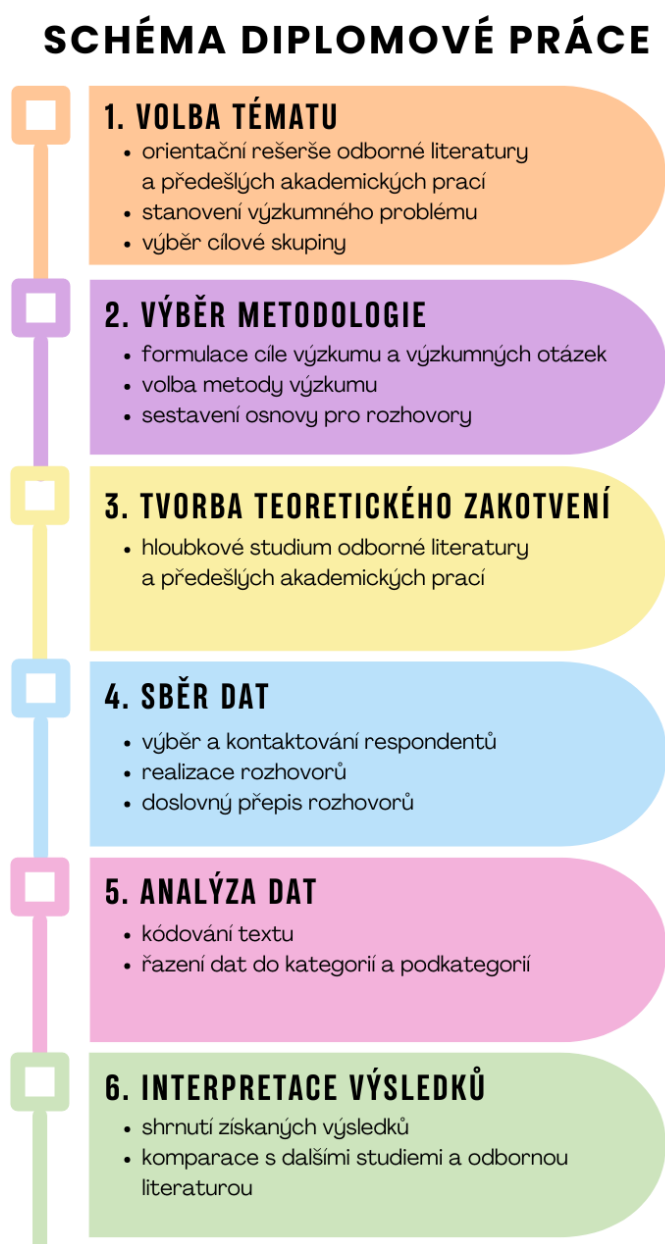 SCHÉMA DIPLOMOVÉ PRÁCE
1. VOLBA TÉMATU
• orientační rešerše odborné literatury
a předešlých akademických prací
• stanovení výzkumného problému
• výběr cílové skupiny
2. VÝBĚR METODOLOGIE
• formulace cíle výzkumu a výzkumných otázek
• volba metody výzkumu
• sestavení osnovy pro rozhovory
3. TVORBA TEORETICKÉHO ZAKOTVENÍ
• hloubkové studium odborné literatury
a předešlých akademických prací
4. SBĚR DAT
• výběr a kontaktování respondentů
• realizace rozhovorů
• doslovný přepis rozhovorů
5. ANALÝZA DAT
• kódování textu
• řazení dat do kategorií a podkategorií
6. INTERPRETACE VÝSLEDKŮ
• shrnutí získaných výsledků
• komparace s dalšími studiemi a odbornou
literaturou